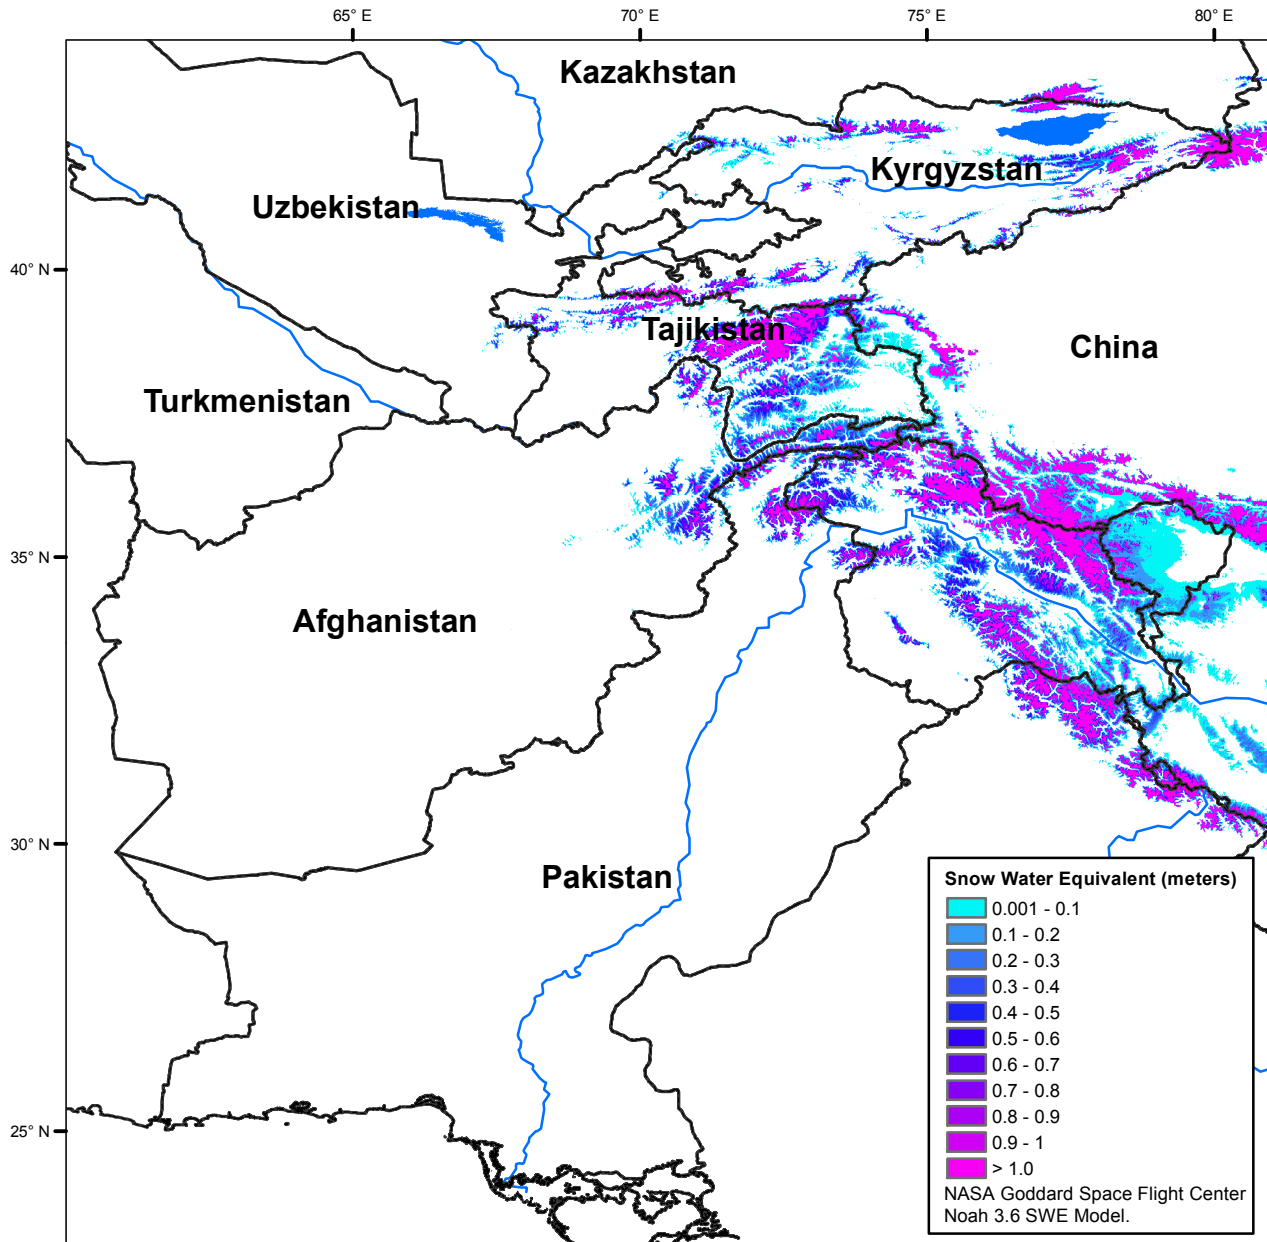 65° E
70° E
75° E
80° E
Kazakhstan
Kyrgyzstan
Uzbekistan
40° N
Tajikistan
China
Turkmenistan
35° N
Afghanistan
30° N
Pakistan
Snow Water Equivalent (meters)
0.001 - 0.1
0.1 - 0.2
0.2 - 0.3
0.3 - 0.4
0.4 - 0.5
0.5 - 0.6
0.6 - 0.7
0.7 - 0.8
0.8 - 0.9
0.9 - 1
> 1.0
NASA Goddard Space Flight Center
Noah 3.6 SWE Model.
25° N